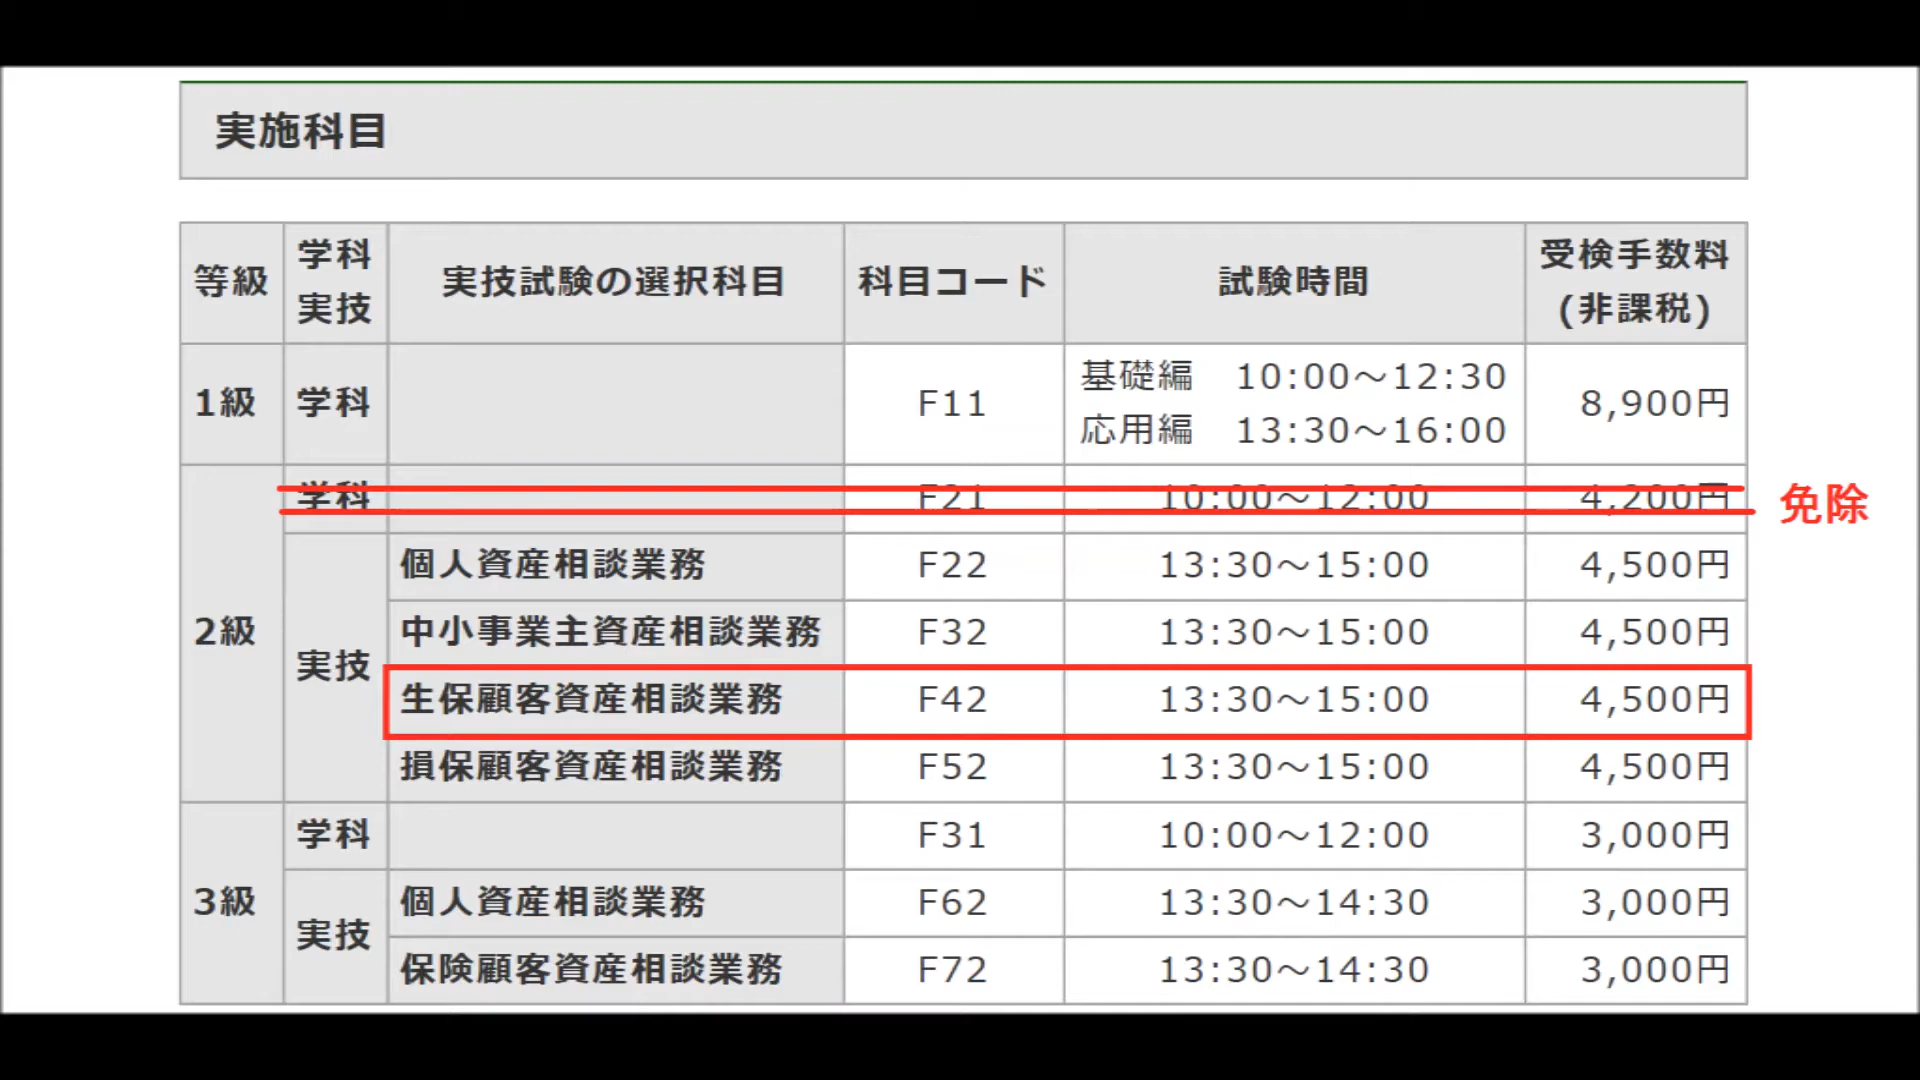 実施科目
等級 学科 実技 実技試験の選択科目 科目コード 試験時間 受検手数料 (非課税)
1級 学科 F11 基礎編 10:00～12:30 8,900円
応用編 13:30～16:00
2級 学科 F21 10:00～12:00 4,200円 免除
実技 個人資産相談業務 F22 13:30～15:00 4,500円
中小事業主資産相談業務 F32 13:30～15:00 4,500円
生保顧客資産相談業務 F42 13:30～15:00 4,500円
損保顧客資産相談業務 F52 13:30～15:00 4,500円
3級 学科 F31 10:00～12:00 3,000円
実技 個人資産相談業務 F62 13:30～14:30 3,000円
保険顧客資産相談業務 F72 13:30～14:30 3,000円